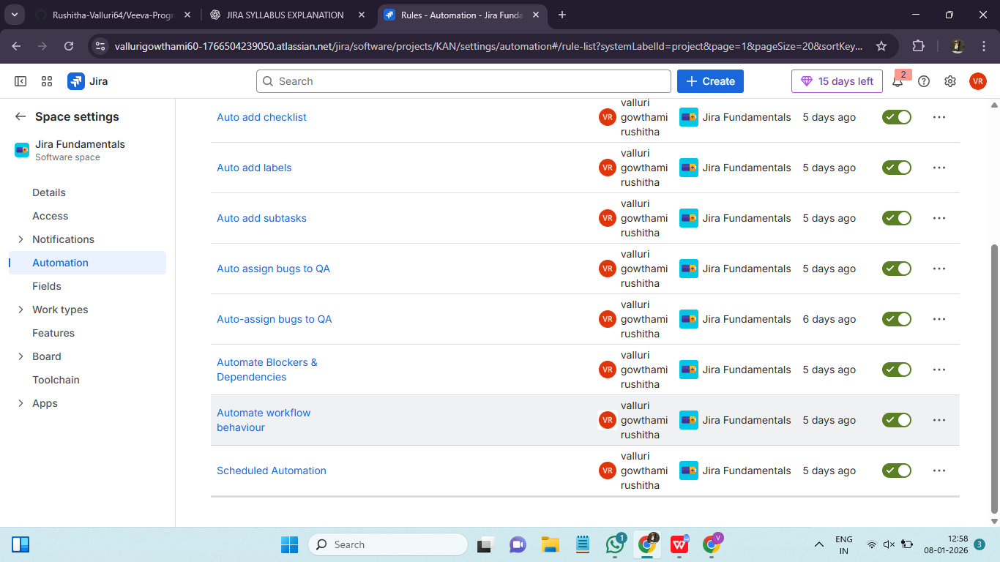 Rushitha-Valluri64/Veeva-Progr
JIRA SYLLABUS EXPLANATION
Rules - Automation - Jira Funda
vallurigowthami60-1766504239050.atlassian.net/jira/software/projects/KAN/settings/automation#/rule-list?systemLabelId=project&page=1&pageSize=20&sortKey...
Jira
Search
Create
15 days left
2
VR
Space settings
Jira Fundamentals
Software space
Details
Access
Notifications
Automation
Fields
Work types
Features
Board
Toolchain
Apps
Auto add checklist
VR
valluri
gowthami
rushitha
Jira Fundamentals
5 days ago
Auto add labels
VR
valluri
gowthami
rushitha
Jira Fundamentals
5 days ago
Auto add subtasks
VR
valluri
gowthami
rushitha
Jira Fundamentals
5 days ago
Auto assign bugs to QA
VR
valluri
gowthami
rushitha
Jira Fundamentals
5 days ago
Auto-assign bugs to QA
VR
valluri
gowthami
rushitha
Jira Fundamentals
6 days ago
Automate Blockers &
Dependencies
VR
valluri
gowthami
rushitha
Jira Fundamentals
5 days ago
Automate workflow
behaviour
VR
valluri
gowthami
rushitha
Jira Fundamentals
5 days ago
Scheduled Automation
VR
valluri
gowthami
rushitha
Jira Fundamentals
5 days ago
Search
1
W
V
ENG
IN
12:58
08-01-2026
3